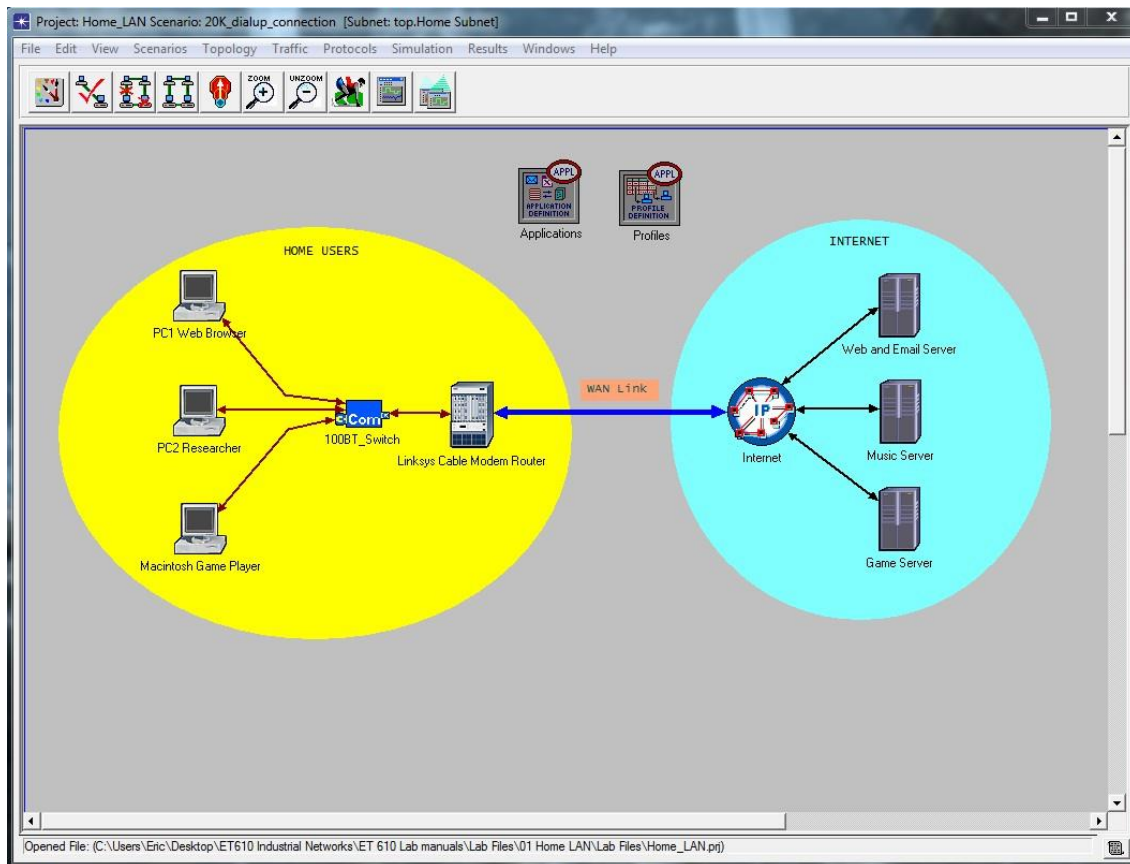 Project: Home_LAN Scenario: 20K_dialup_connection [Subnet: top.Home Subnet]
File Edit View Scenarios Topology Traffic Protocols Simulation Results Windows Help
ZOOM
UNZOOM
APPL
APPLICATION
DEFINITION
Applications
APPL
PROFILE
DEFINITION
Profiles
HOME USERS
INTERNET
PC1 Web Browser
Web and Email Server
WAN Link
PC2 Researcher
Com
100BT_Switch
Linksys Cable Modem Router
IP
Internet
Music Server
Macintosh Game Player
Game Server
Opened File: (C:\Users\Eric\Desktop\ET610 Industrial Networks\ET 610 Lab manuals\Lab Files\01 Home LAN\Lab Files\Home_LAN.prj)